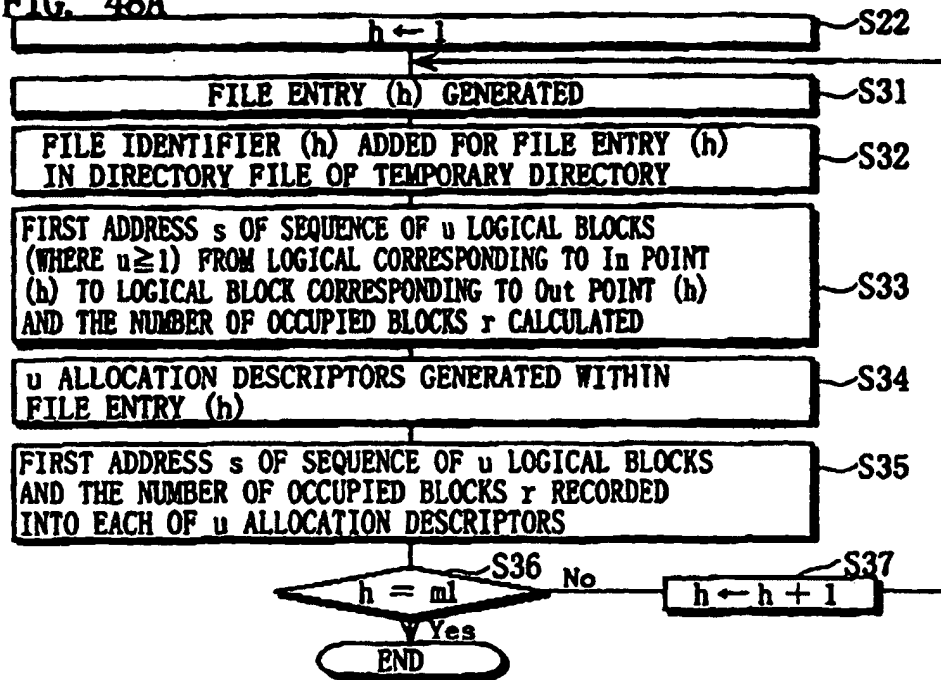 FIG. 48A
h ← 1
S22
FILE ENTRY (h) GENERATED
S31
FILE IDENTIFIER (h) ADDED FOR FILE ENTRY (h)
IN DIRECTORY FILE OF TEMPORARY DIRECTORY
S32
FIRST ADDRESS s OF SEQUENCE OF u LOGICAL BLOCKS
(WHERE u≧1) FROM LOGICAL CORRESPONDING TO In POINT
(h) TO LOGICAL BLOCK CORRESPONDING TO Out POINT (h)
AND THE NUMBER OF OCCUPIED BLOCKS r CALCULATED
S33
u ALLOCATION DESCRIPTORS GENERATED WITHIN
FILE ENTRY (h)
S34
FIRST ADDRESS s OF SEQUENCE OF u LOGICAL BLOCKS
AND THE NUMBER OF OCCUPIED BLOCKS r RECORDED
INTO EACH OF u ALLOCATION DESCRIPTORS
S35
h = m1
S36
No
h ← h + 1
S37
Yes
END